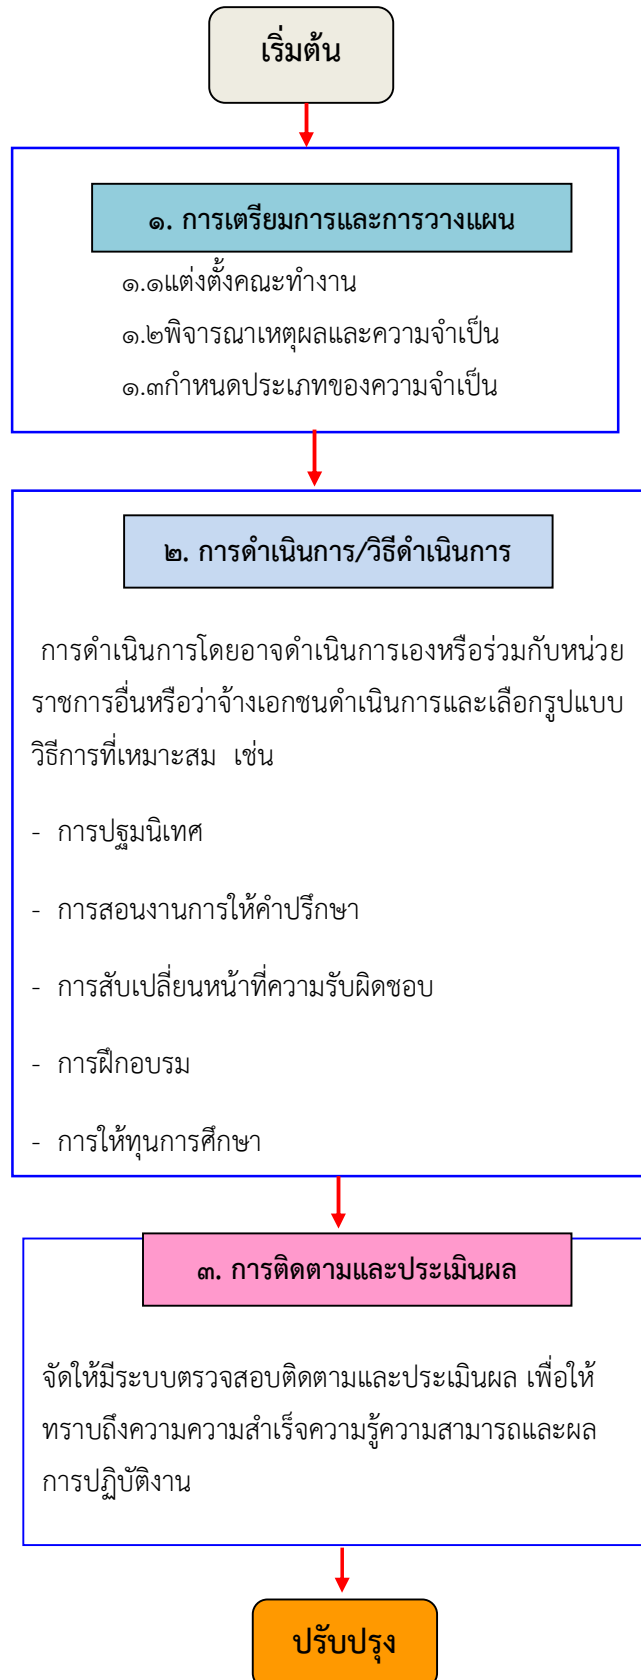 เริ่มต้น
๑. การเตรียมการและการวางแผน
๑.๑แต่งตั้งคณะทำงาน
๑.๒พิจารณาเหตุผลและความจำเป็น
๑.๓กำหนดประเภทของความจำเป็น
๒. การดำเนินการ/วิธีดำเนินการ
การดำเนินการโดยอาจดำเนินการเองหรือร่วมกับหน่วย
ราชการอื่นหรือว่าจ้างเอกชนดำเนินการและเลือกรูปแบบ
วิธีการที่เหมาะสม เช่น
- การปฐมนิเทศ
- การสอนงานการให้คำปรึกษา
- การสับเปลี่ยนหน้าที่ความรับผิดชอบ
- การฝึกอบรม
- การให้ทุนการศึกษา
๓. การติดตามและประเมินผล
จัดให้มีระบบตรวจสอบติดตามและประเมินผล เพื่อให้
ทราบถึงความความสำเร็จความรู้ความสามารถและผล
การปฏิบัติงาน
ปรับปรุง